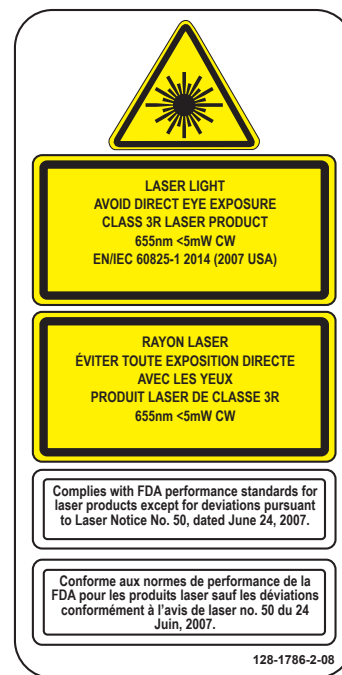 LASER LIGHT
AVOID DIRECT EYE EXPOSURE
CLASS 3R LASER PRODUCT
655nm <5mW CW
EN/IEC 60825-1 2014 (2007 USA)
RAYON LASER
ÉVITER TOUTE EXPOSITION DIRECTE
AVEC LES YEUX
PRODUIT LASER DE CLASSE 3R
655nm <5mW CW
Complies with FDA performance standards for
laser products except for deviations pursuant
to Laser Notice No. 50, dated June 24, 2007.
Conforme aux normes de performance de la
FDA pour les produits laser sauf les déviations
conformément à l’avis de laser no. 50 du 24
Juin, 2007.
128-1786-2-08